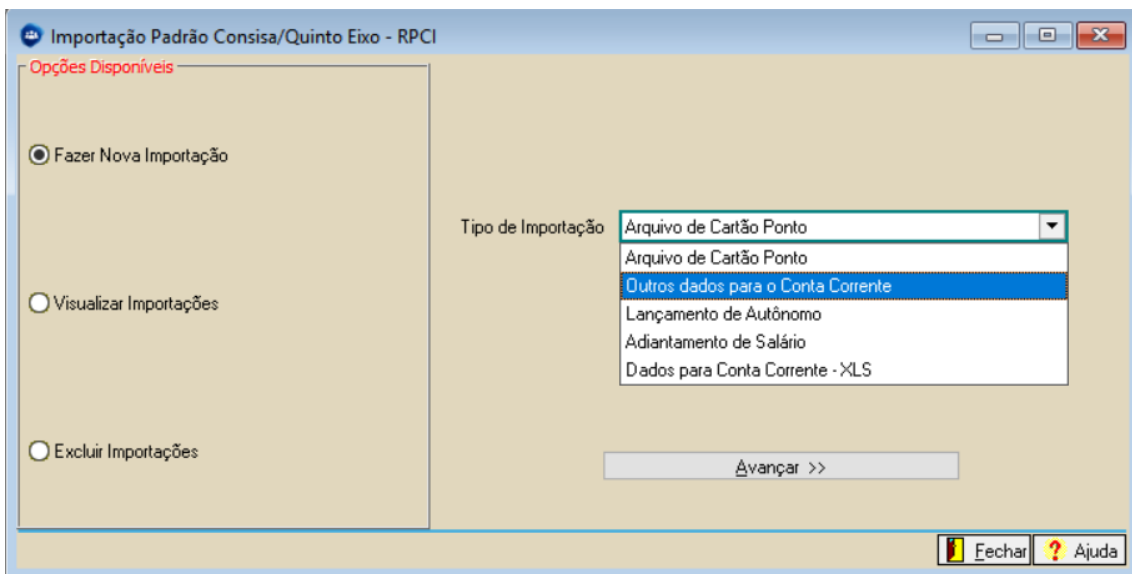 Importação Padrão Consisa/Quinto Eixo - RPCI
Opções Disponíveis
Fazer Nova Importação
Visualizar Importações
Excluir Importações
Tipo de Importação
Arquivo de Cartão Ponto
Arquivo de Cartão Ponto
Outros dados para o Conta Corrente
Lançamento de Autônomo
Adiantamento de Salário
Dados para Conta Corrente - XLS
Avançar >>
Fechar
? Ajuda